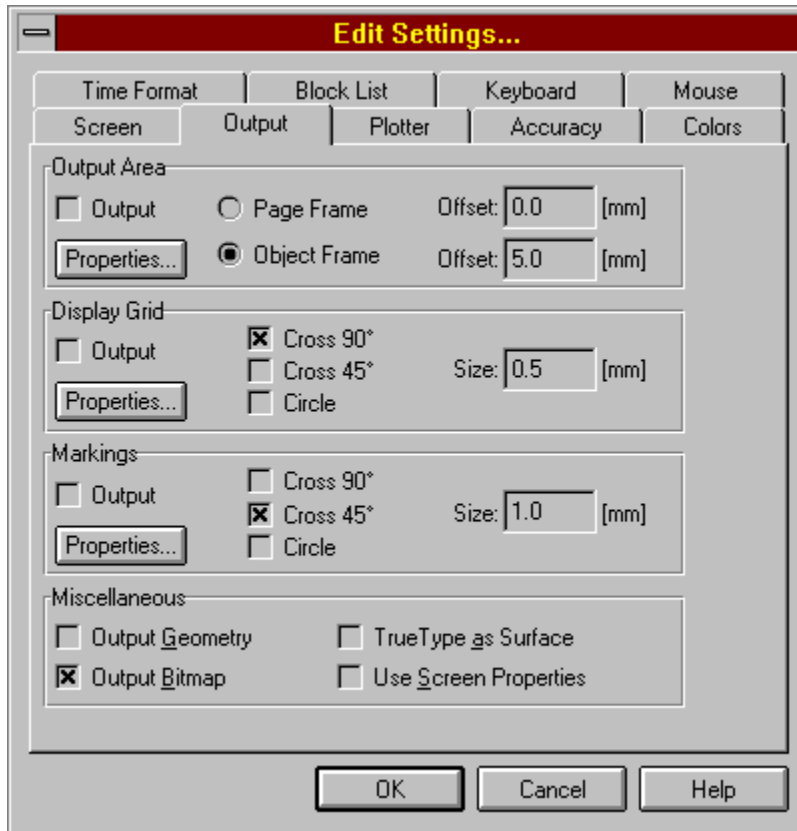 Edit Settings...
Time Format Block List Keyboard Mouse
Screen Output Plotter Accuracy Colors
Output Area
Output Page Frame Offset: 0.0 [mm]
Properties... Object Frame Offset: 5.0 [mm]
Display Grid
Output Cross 90°
Cross 45° Size: 0.5 [mm]
Properties... Circle
Markings
Output Cross 90°
Cross 45° Size: 1.0 [mm]
Properties... Circle
Miscellaneous
Output Geometry TrueType as Surface
Output Bitmap Use Screen Properties
OK Cancel Help